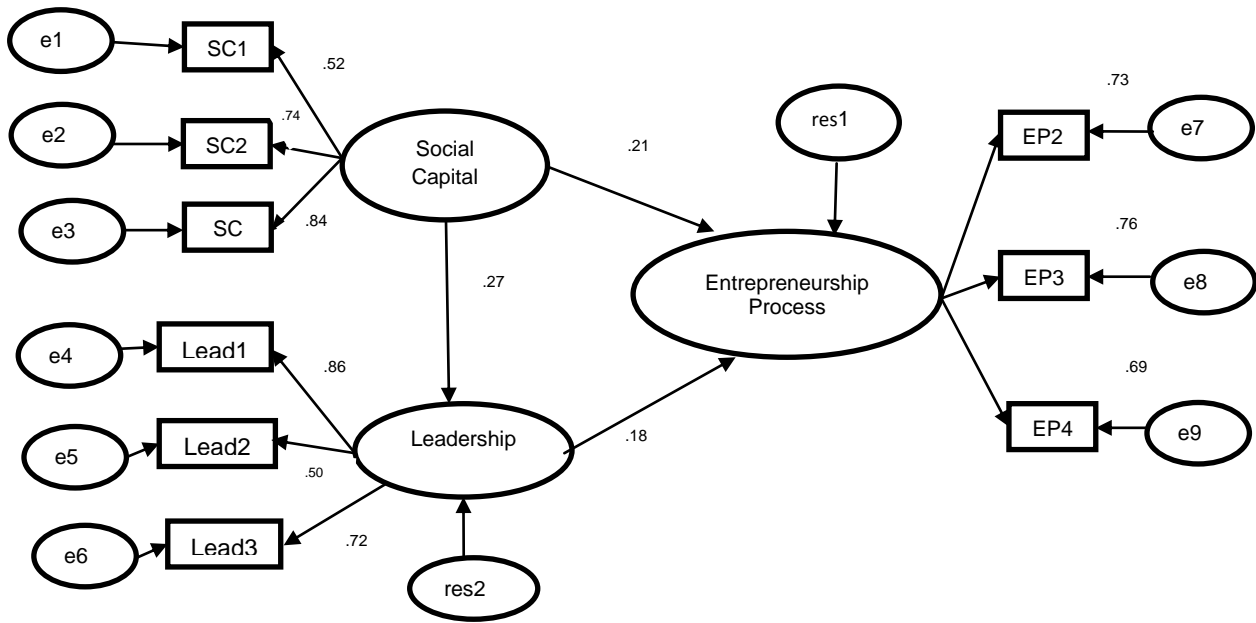 e1
SC1
.52
e2
.74
SC2
e3
SC
.84
Social
Capital
.21
res1
.73
EP2
e7
.27
Entrepreneurship
Process
.76
EP3
e8
e4
Lead1
.86
.69
e5
Lead2
.50
Leadership
.18
EP4
e9
e6
Lead3
.72
res2